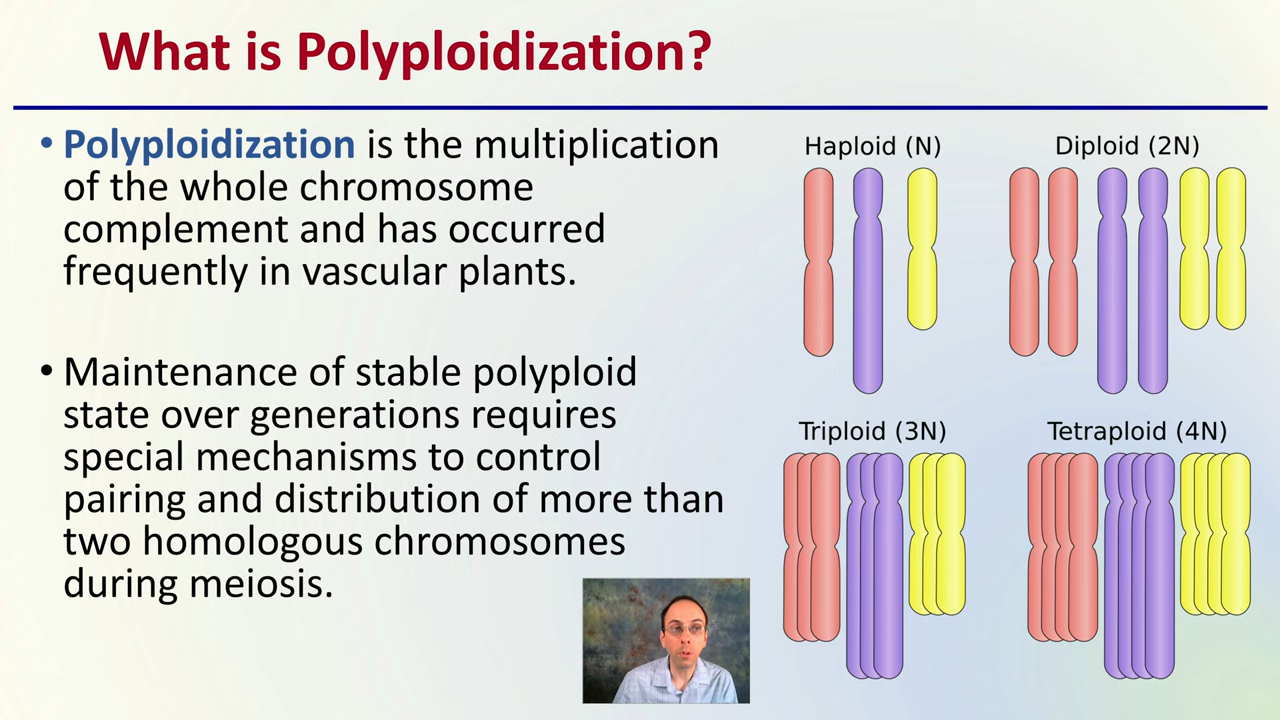 What is Polyploidization?
• Polyploidization is the multiplication
of the whole chromosome
complement and has occurred
frequently in vascular plants.
• Maintenance of stable polyploid
state over generations requires
special mechanisms to control
pairing and distribution of more than
two homologous chromosomes
during meiosis.
Haploid (N)
Diploid (2N)
Triploid (3N)
Tetraploid (4N)